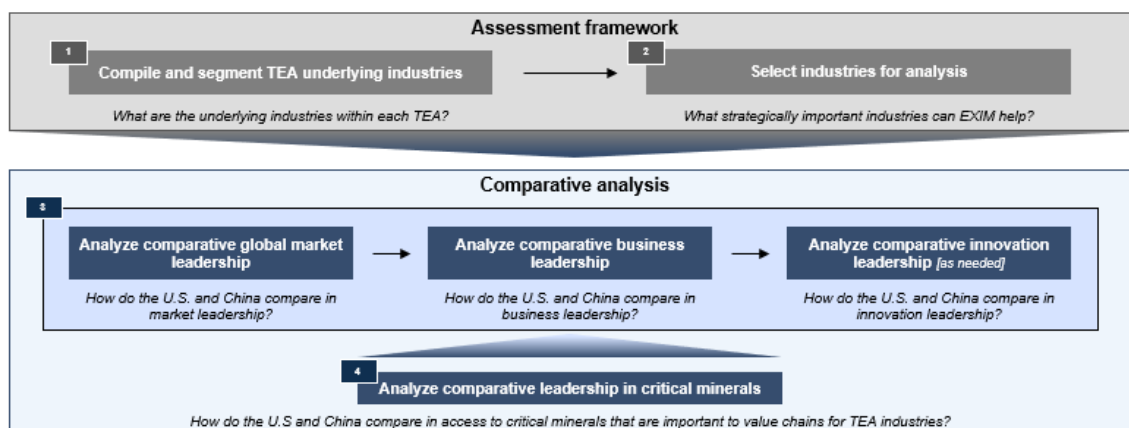 Assessment framework
1
Compile and segment TEA underlying industries
What are the underlying industries within each TEA?
2
Select industries for analysis
What strategically important industries can EXIM help?
Comparative analysis
3
Analyze comparative global market
leadership
How do the U.S. and China compare in
market leadership?
Analyze comparative business
leadership
How do the U.S. and China compare in
business leadership?
Analyze comparative innovation
leadership [as needed]
How do the U.S. and China compare in
innovation leadership?
4
Analyze comparative leadership in critical minerals
How do the U.S and China compare in access to critical minerals that are important to value chains for TEA industries?